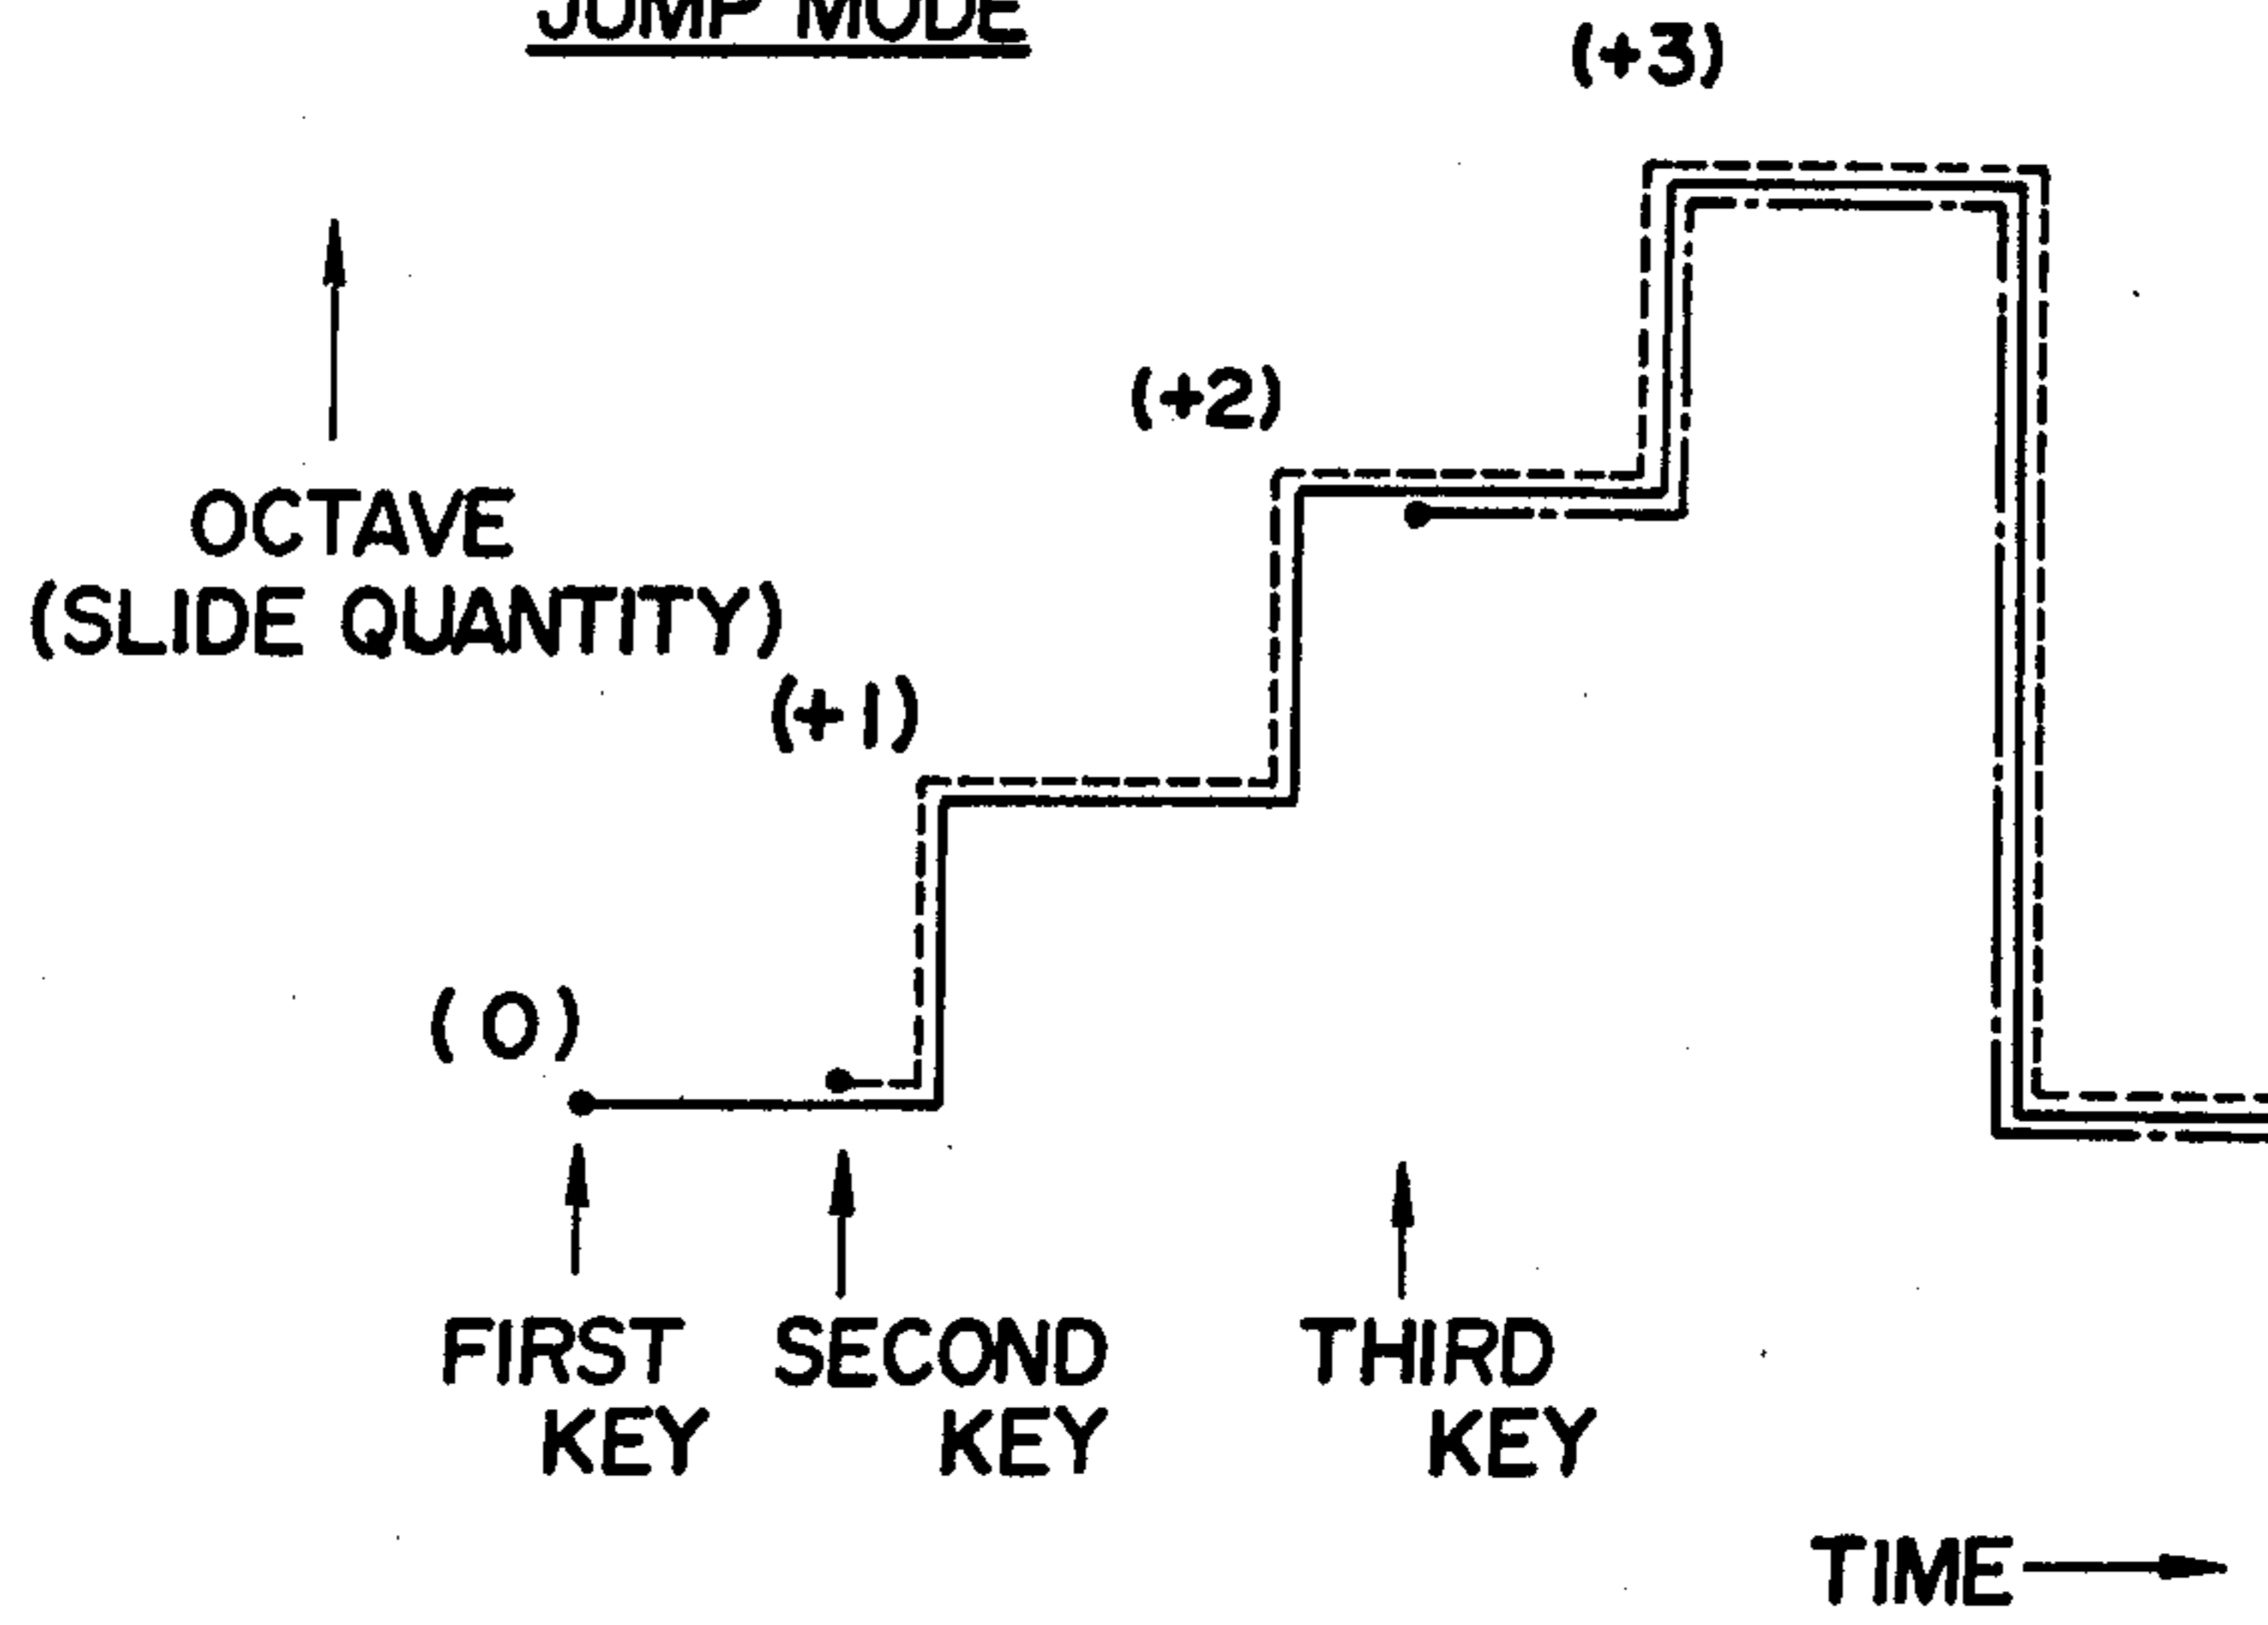 JUMP MODE
(+3)
(+2)
OCTAVE
(SLIDE QUANTITY)
(+1)
(0)
FIRST KEY
SECOND KEY
THIRD KEY
TIME